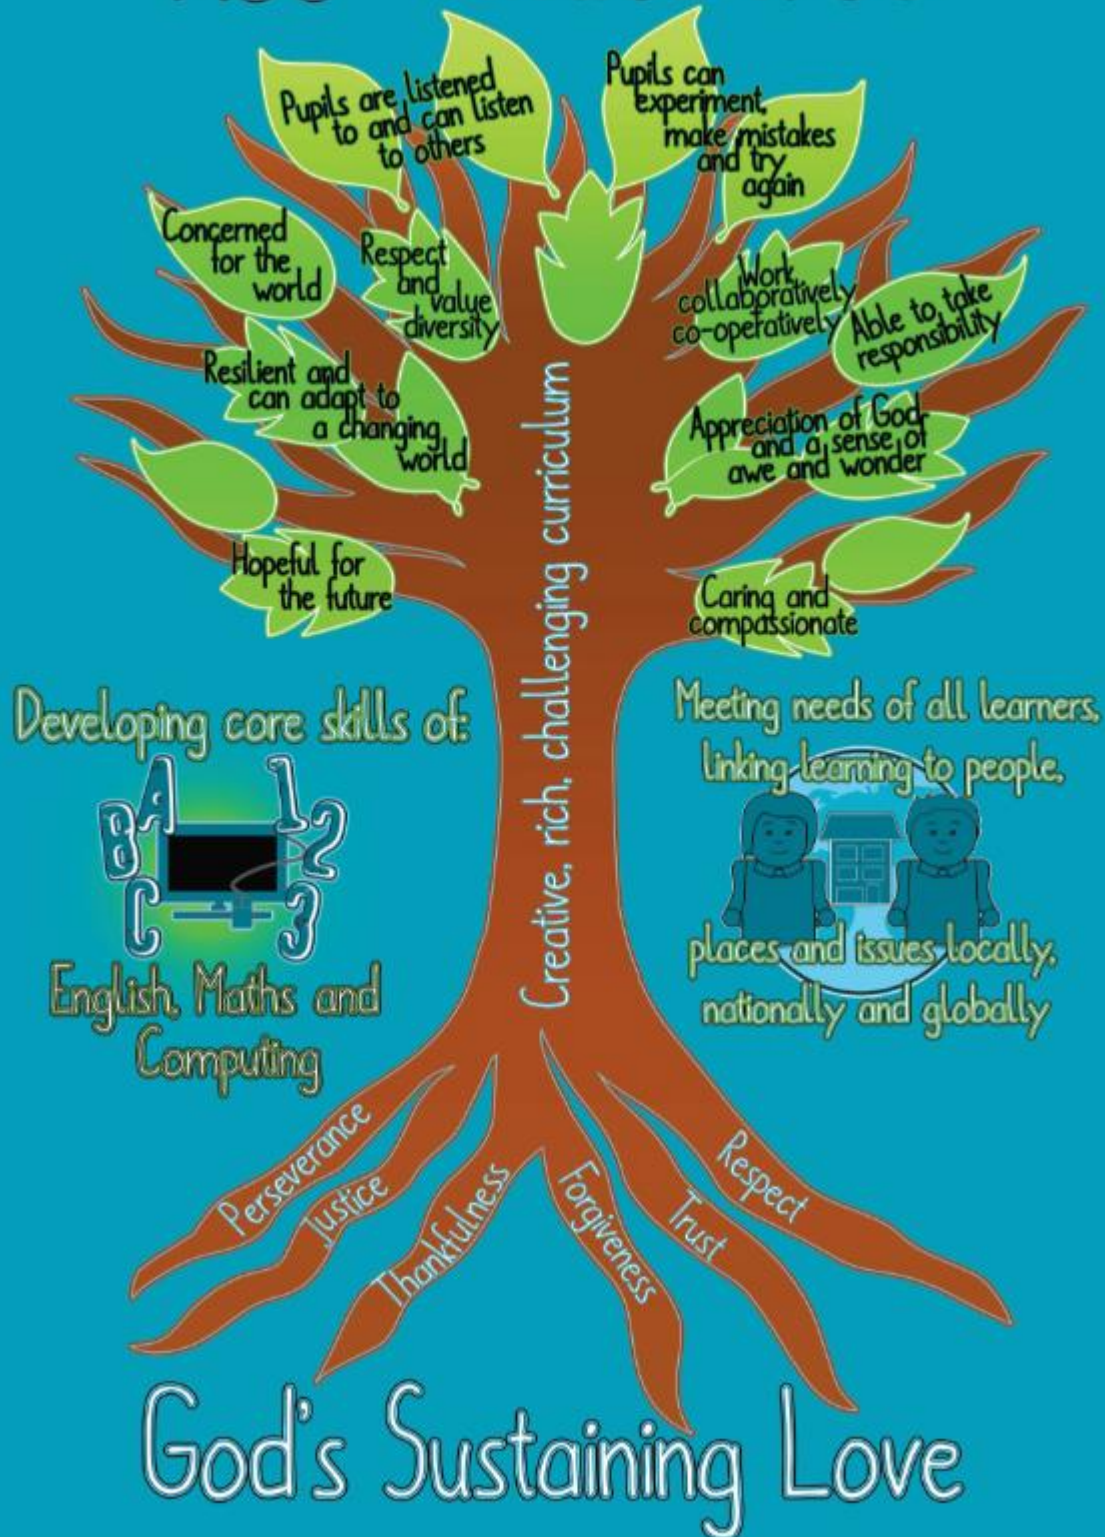 Pupils are listened
to and can listen
to others
Pupils can
experiment,
make mistakes
and try
again
Concerned
for the
world
Respect
and
value
diversity
Work
collaboratively
co-operatively
Able to take
responsibility
Resilient and
can adapt to
a changing
world
Appreciation of God
and a sense of
awe and wonder
Hopeful for
the future
Caring and
compassionate
Creative, rich, challenging curriculum
Developing core skills of:
A
B
C
1
2
3
English, Maths and
Computing
Meeting needs of all learners,
linking learning to people,
places and issues locally,
nationally and globally
Perseverance
Justice
Thankfulness
Forgiveness
Trust
Respect
God's Sustaining Love